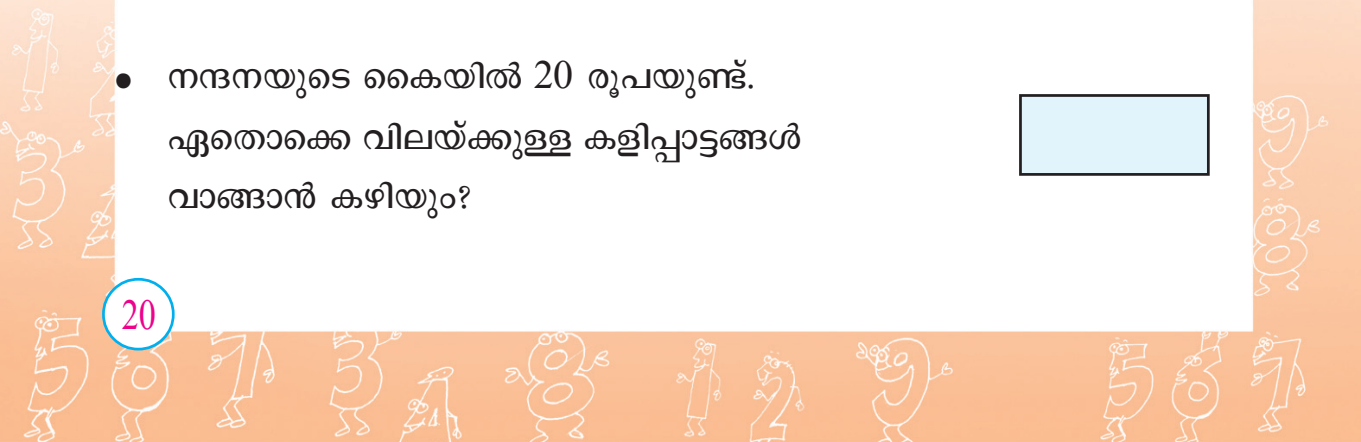 ● നന്ദനയുടെ കൈയിൽ 20 രൂപയുണ്ട്.
ഏതൊക്കെ വിലയ്ക്കുള്ള കളിപ്പാട്ടങ്ങൾ
വാങ്ങാൻ കഴിയും?
20